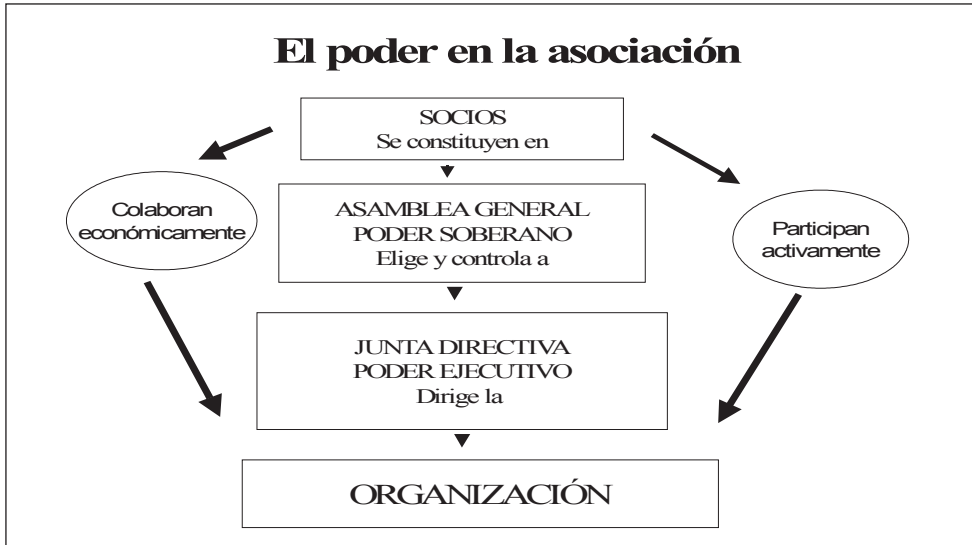 El poder en la asociación
SOCIOS
Se constituyen en
Colaboran
económicamente
ASAMBLEA GENERAL
PODER SOBERANO
Elige y controla a
Participan
activamente
JUNTA DIRECTIVA
PODER EJECUTIVO
Dirige la
ORGANIZACIÓN